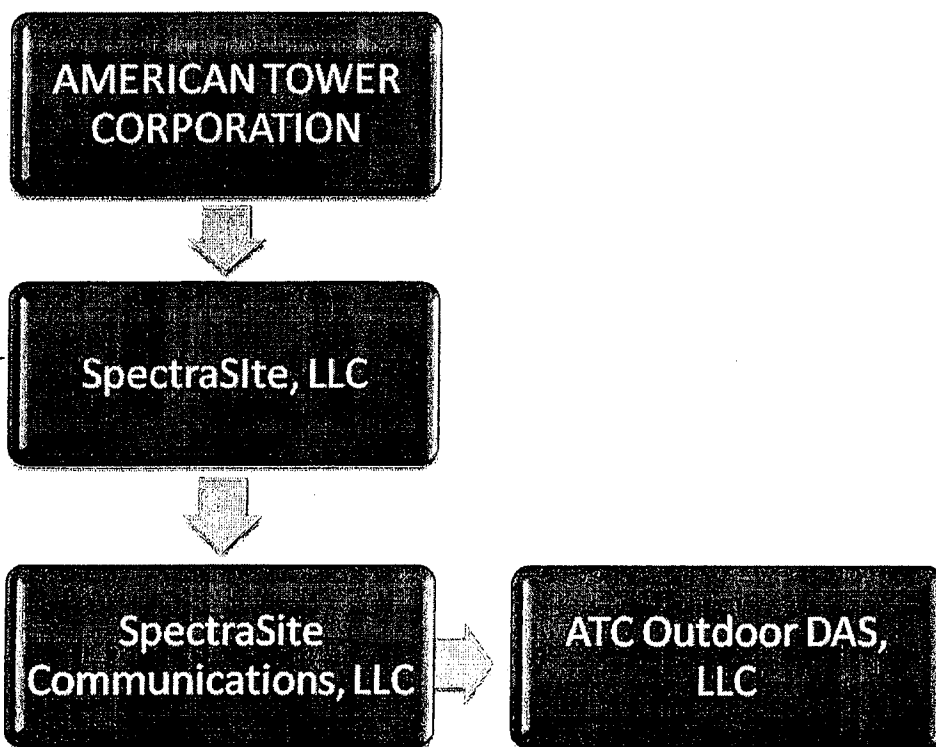 AMERICAN TOWER
CORPORATION
SpectraSIte, LLC
SpectraSite
Communications, LLC
ATC Outdoor DAS,
LLC